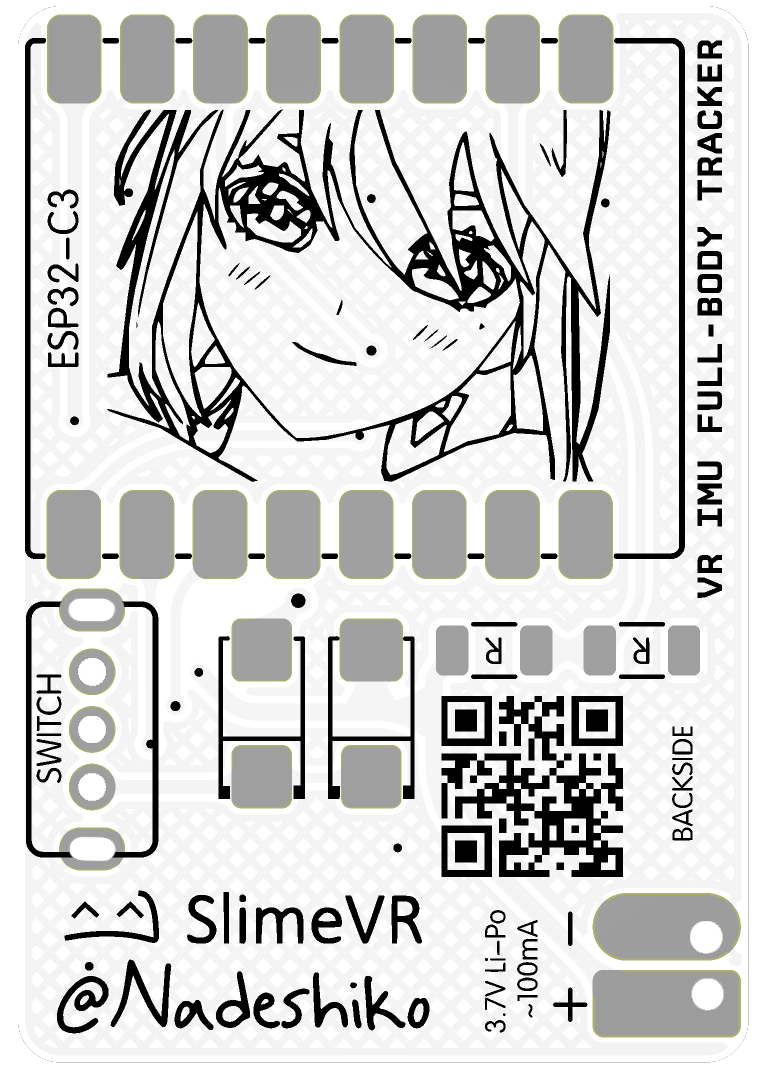 ESP32-C3
VR IMU FULL-BODY TRACKER
R
R
SWITCH
BACKSIDE
SlimeVR
@Nadeshiko
3.7V Li-Po
~100mA
-
+